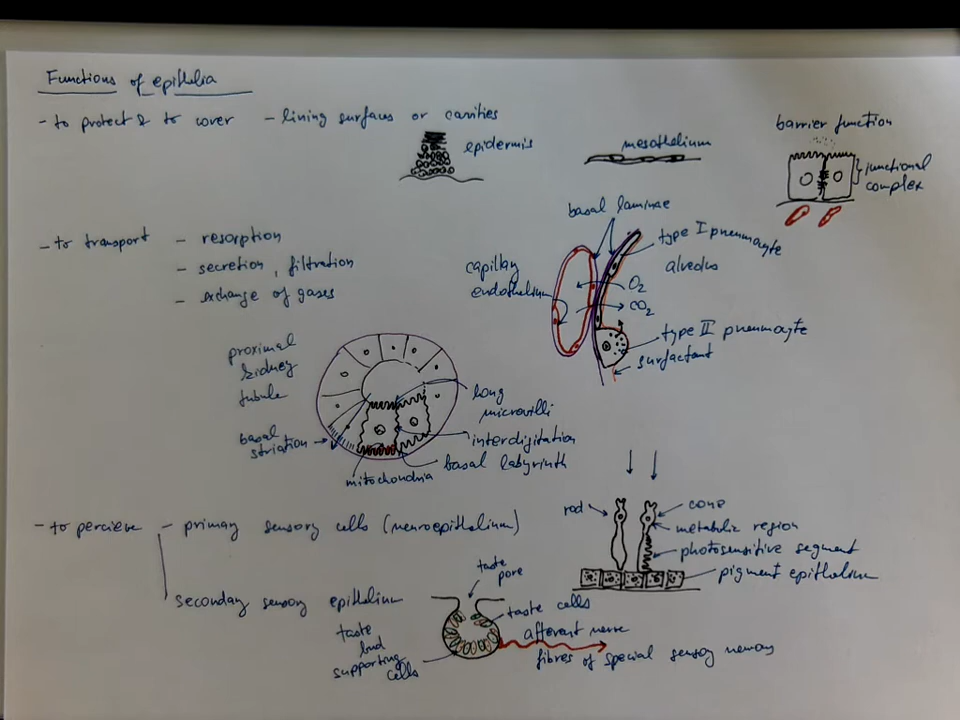 Functions of epithelia
- to protect & to cover - lining surfaces or cavities
epidermis
mesothelium
barrier function
junctional
complex
- to transport - resorption
- secretion, filtration
- exchange of gases
basal laminae
type I pneumocyte
alveolus
capillary
endothelium
O2
CO2
type II pneumocyte
surfactant
proximal
kidney
tubule
long
microvilli
interdigitation
basal labyrinth
basal
striation
mitochondria
- to percieve - primary sensory cells (neuroepithelium)
rod
cone
metabolic region
photosensitive segment
pigment epithelium
secondary sensory epithelium
taste
pore
taste cells
taste
bud
supporting
cells
afferent nerve
fibres of special sensory